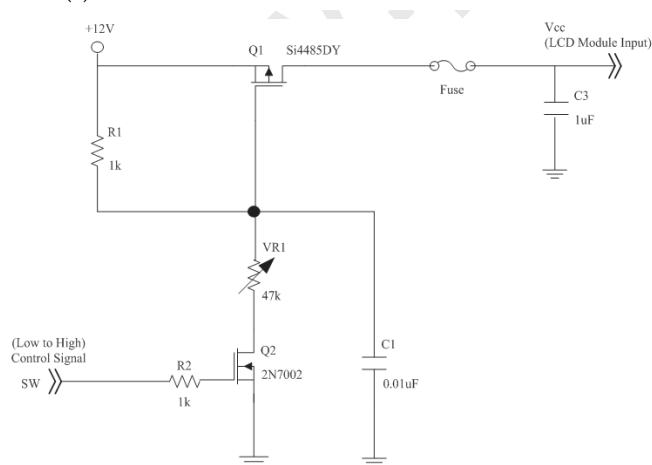 +12V
Q1
Si4485DY
Vcc
(LCD Module Input)
Fuse
C3
1uF
R1
1k
VR1
47k
(Low to High)
Control Signal
SW
R2
1k
Q2
2N7002
C1
0.01uF